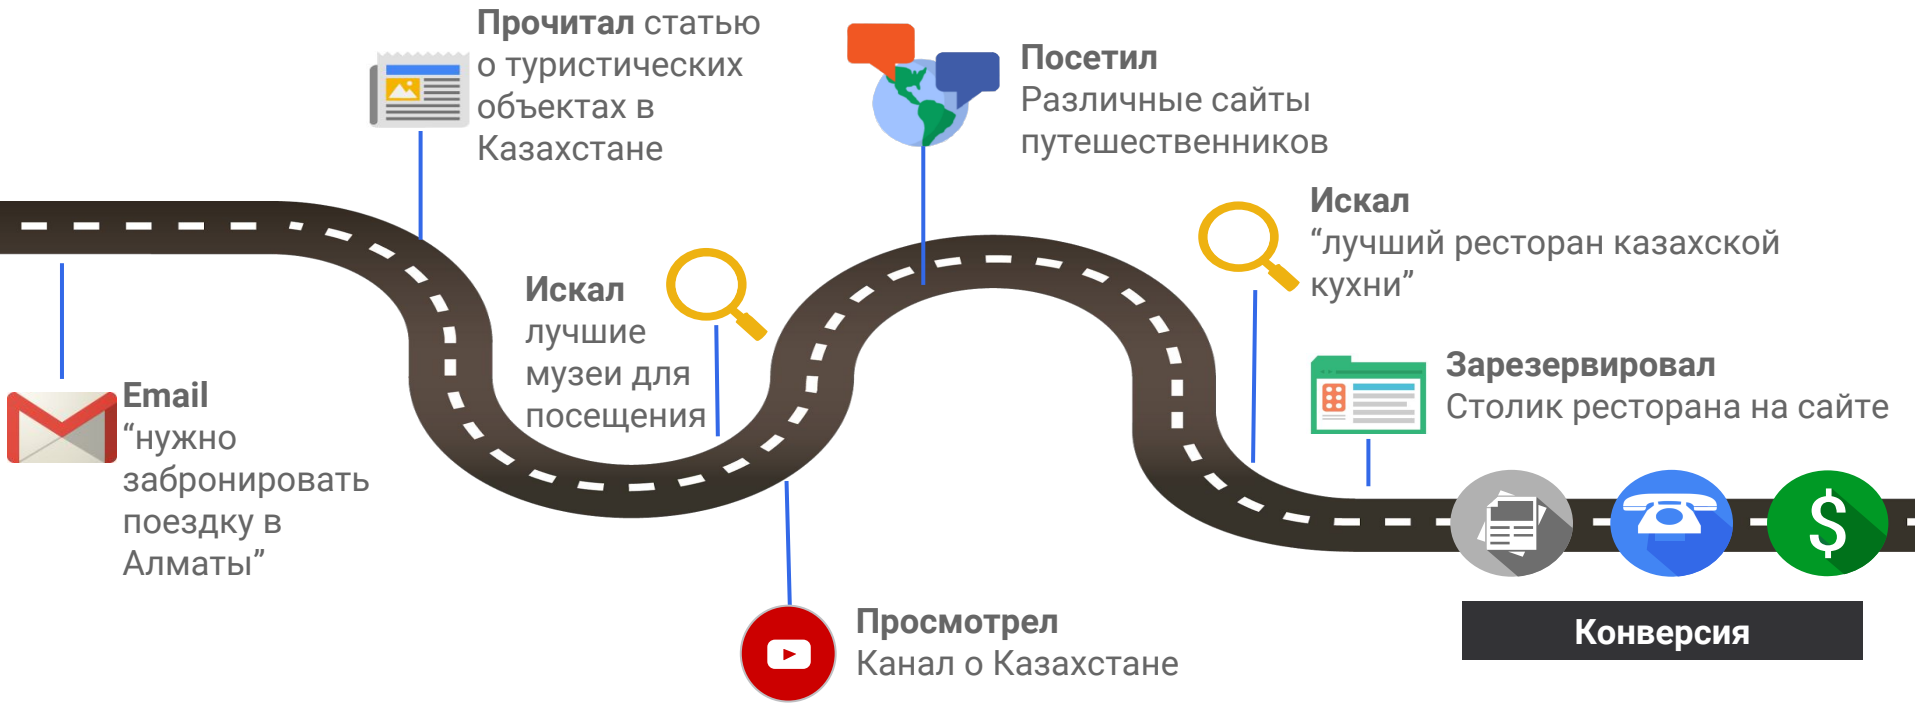 Прочитал статью
о туристических
объектах в
Казахстане
Посетил
Различные сайты
путешественников
Искал
“лучший ресторан казахской
кухни”
Искал
лучшие
музеи для
посещения
Зарезервировал
Столик ресторана на сайте
Email
“нужно
забронировать
поездку в
Алматы”
$
Просмотрел
Канал о Казахстане
Конверсия